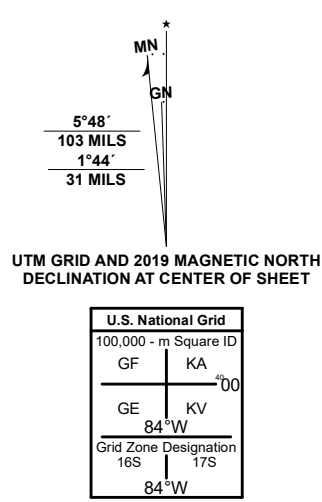 MN
GN
5°48´
103 MILS
1°44´
31 MILS
UTM GRID AND 2019 MAGNETIC NORTH
DECLINATION AT CENTER OF SHEET
U.S. National Grid
100,000 - m Square ID
GF KA
4000
GE KV
84°W
Grid Zone Designation
16S 17S
84°W